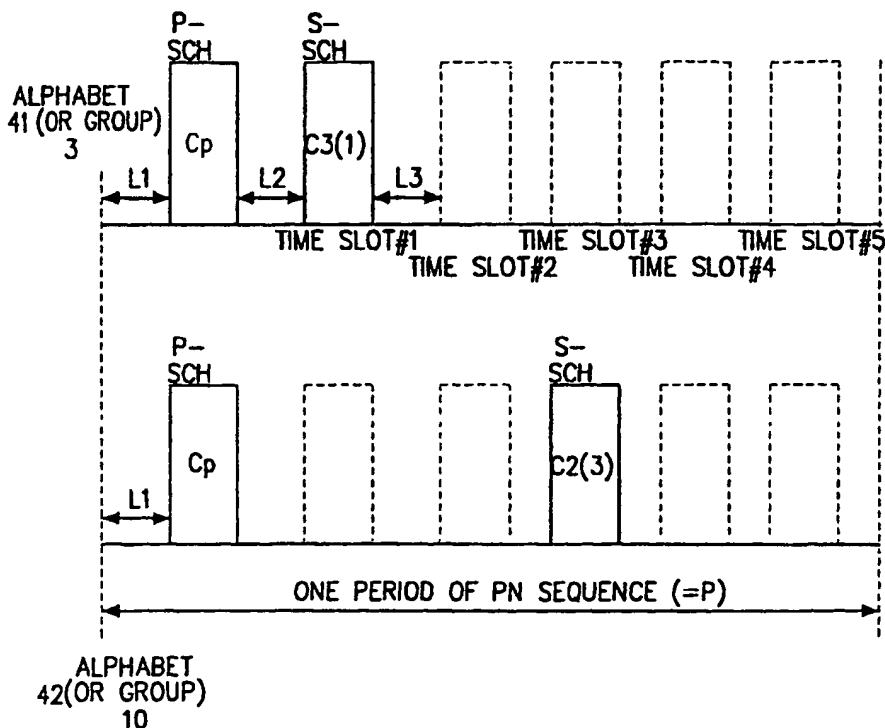 P-
SCH
S-
SCH
ALPHABET
41 (OR GROUP)
3
Cp
C3(1)
L1
L2
L3
TIME SLOT#1
TIME SLOT#2
TIME SLOT#3
TIME SLOT#4
TIME SLOT#5
P-
SCH
S-
SCH
Cp
C2(3)
L1
ONE PERIOD OF PN SEQUENCE (=P)
ALPHABET
42(OR GROUP)
10